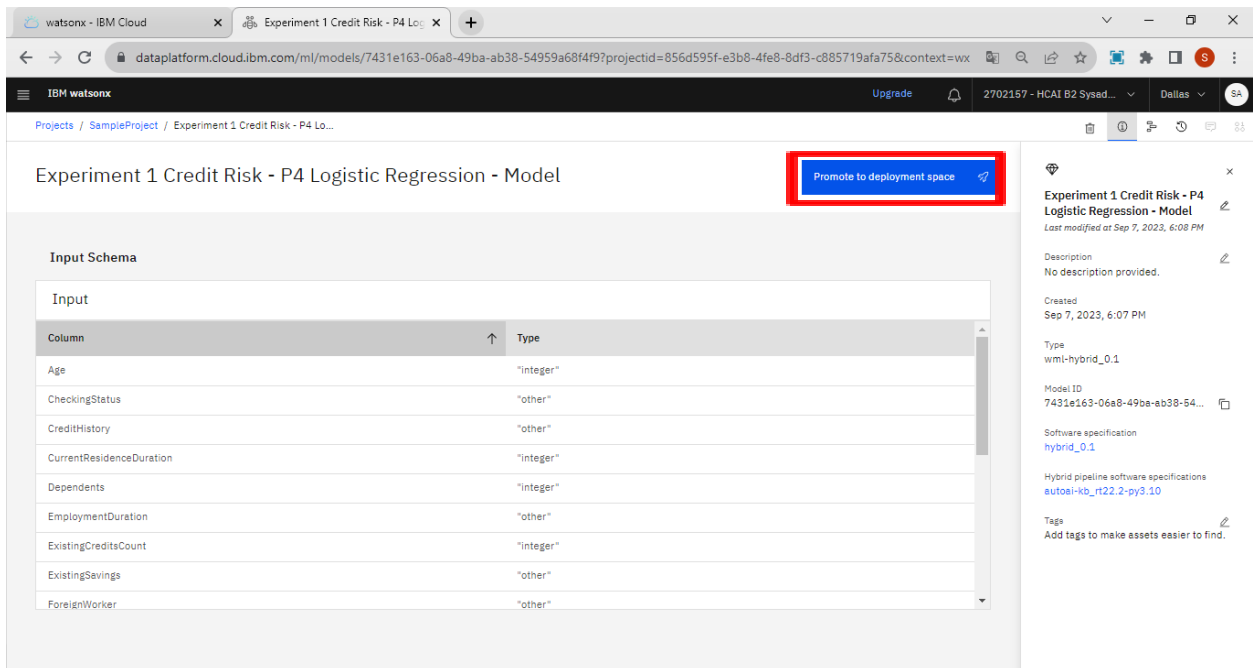 watsonx - IBM Cloud
Experiment 1 Credit Risk - P4 Log
dataplatform.cloud.ibm.com/ml/models/7431e163-06a8-49ba-ab38-54959a68f4f9?projectid=856d595f-e3b8-4fe8-8df3-c885719afa75&context=wx
S
IBM watsonx
Upgrade
2702157 - HCAI B2 Sysad...
Dallas
SA
Projects / SampleProject / Experiment 1 Credit Risk - P4 Lo...
Experiment 1 Credit Risk - P4 Logistic Regression - Model
Promote to deployment space
Input Schema
Input
Column Type
Age "integer"
CheckingStatus "other"
CreditHistory "other"
CurrentResidenceDuration "integer"
Dependents "integer"
EmploymentDuration "other"
ExistingCreditsCount "integer"
ExistingSavings "other"
ForeignWorker "other"
Experiment 1 Credit Risk - P4
Logistic Regression - Model
Last modified at Sep 7, 2023, 6:08 PM
Description
No description provided.
Created
Sep 7, 2023, 6:07 PM
Type
wml-hybrid_0.1
Model ID
7431e163-06a8-49ba-ab38-54...
Software specification
hybrid_0.1
Hybrid pipeline software specifications
autoai-kb_rt22.2-py3.10
Tags
Add tags to make assets easier to find.